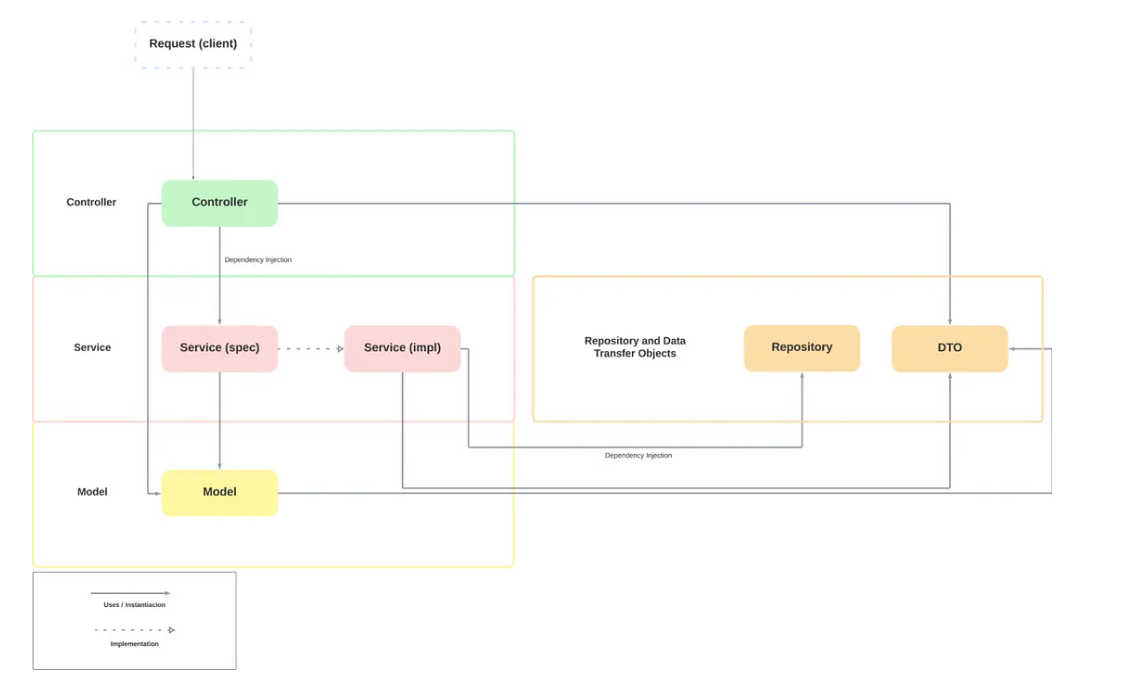 Request (client)
Controller
Controller
Dependency Injection
Service
Service (spec)
Service (impl)
Repository and Data
Transfer Objects
Repository
DTO
Dependency Injection
Model
Model
Uses / Instantiacion
Implementation